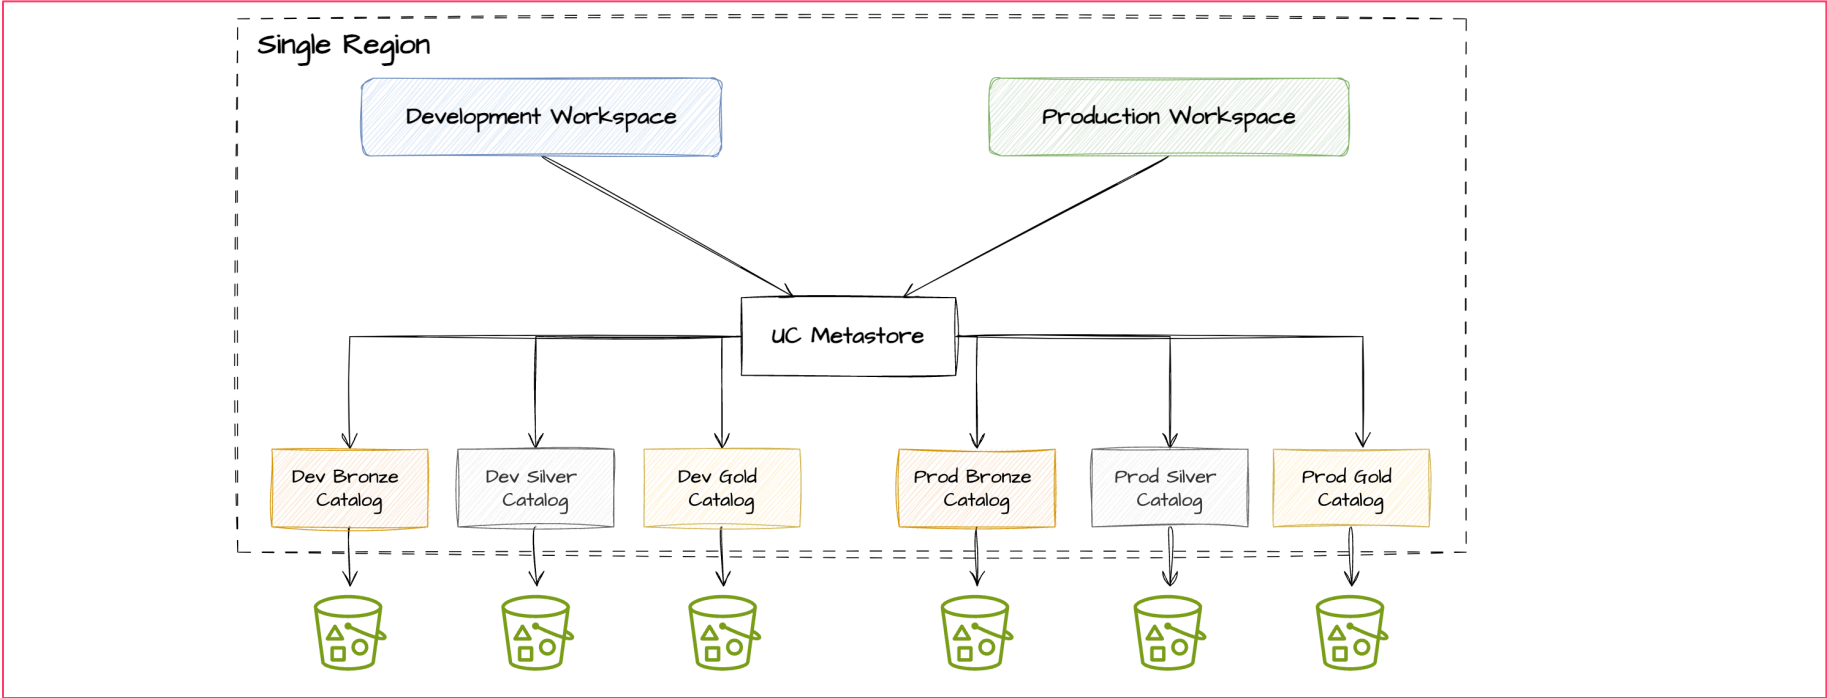 Single Region
Development Workspace
Production Workspace
UC Metastore
Dev Bronze
Catalog
Dev Silver
Catalog
Dev Gold
Catalog
Prod Bronze
Catalog
Prod Silver
Catalog
Prod Gold
Catalog